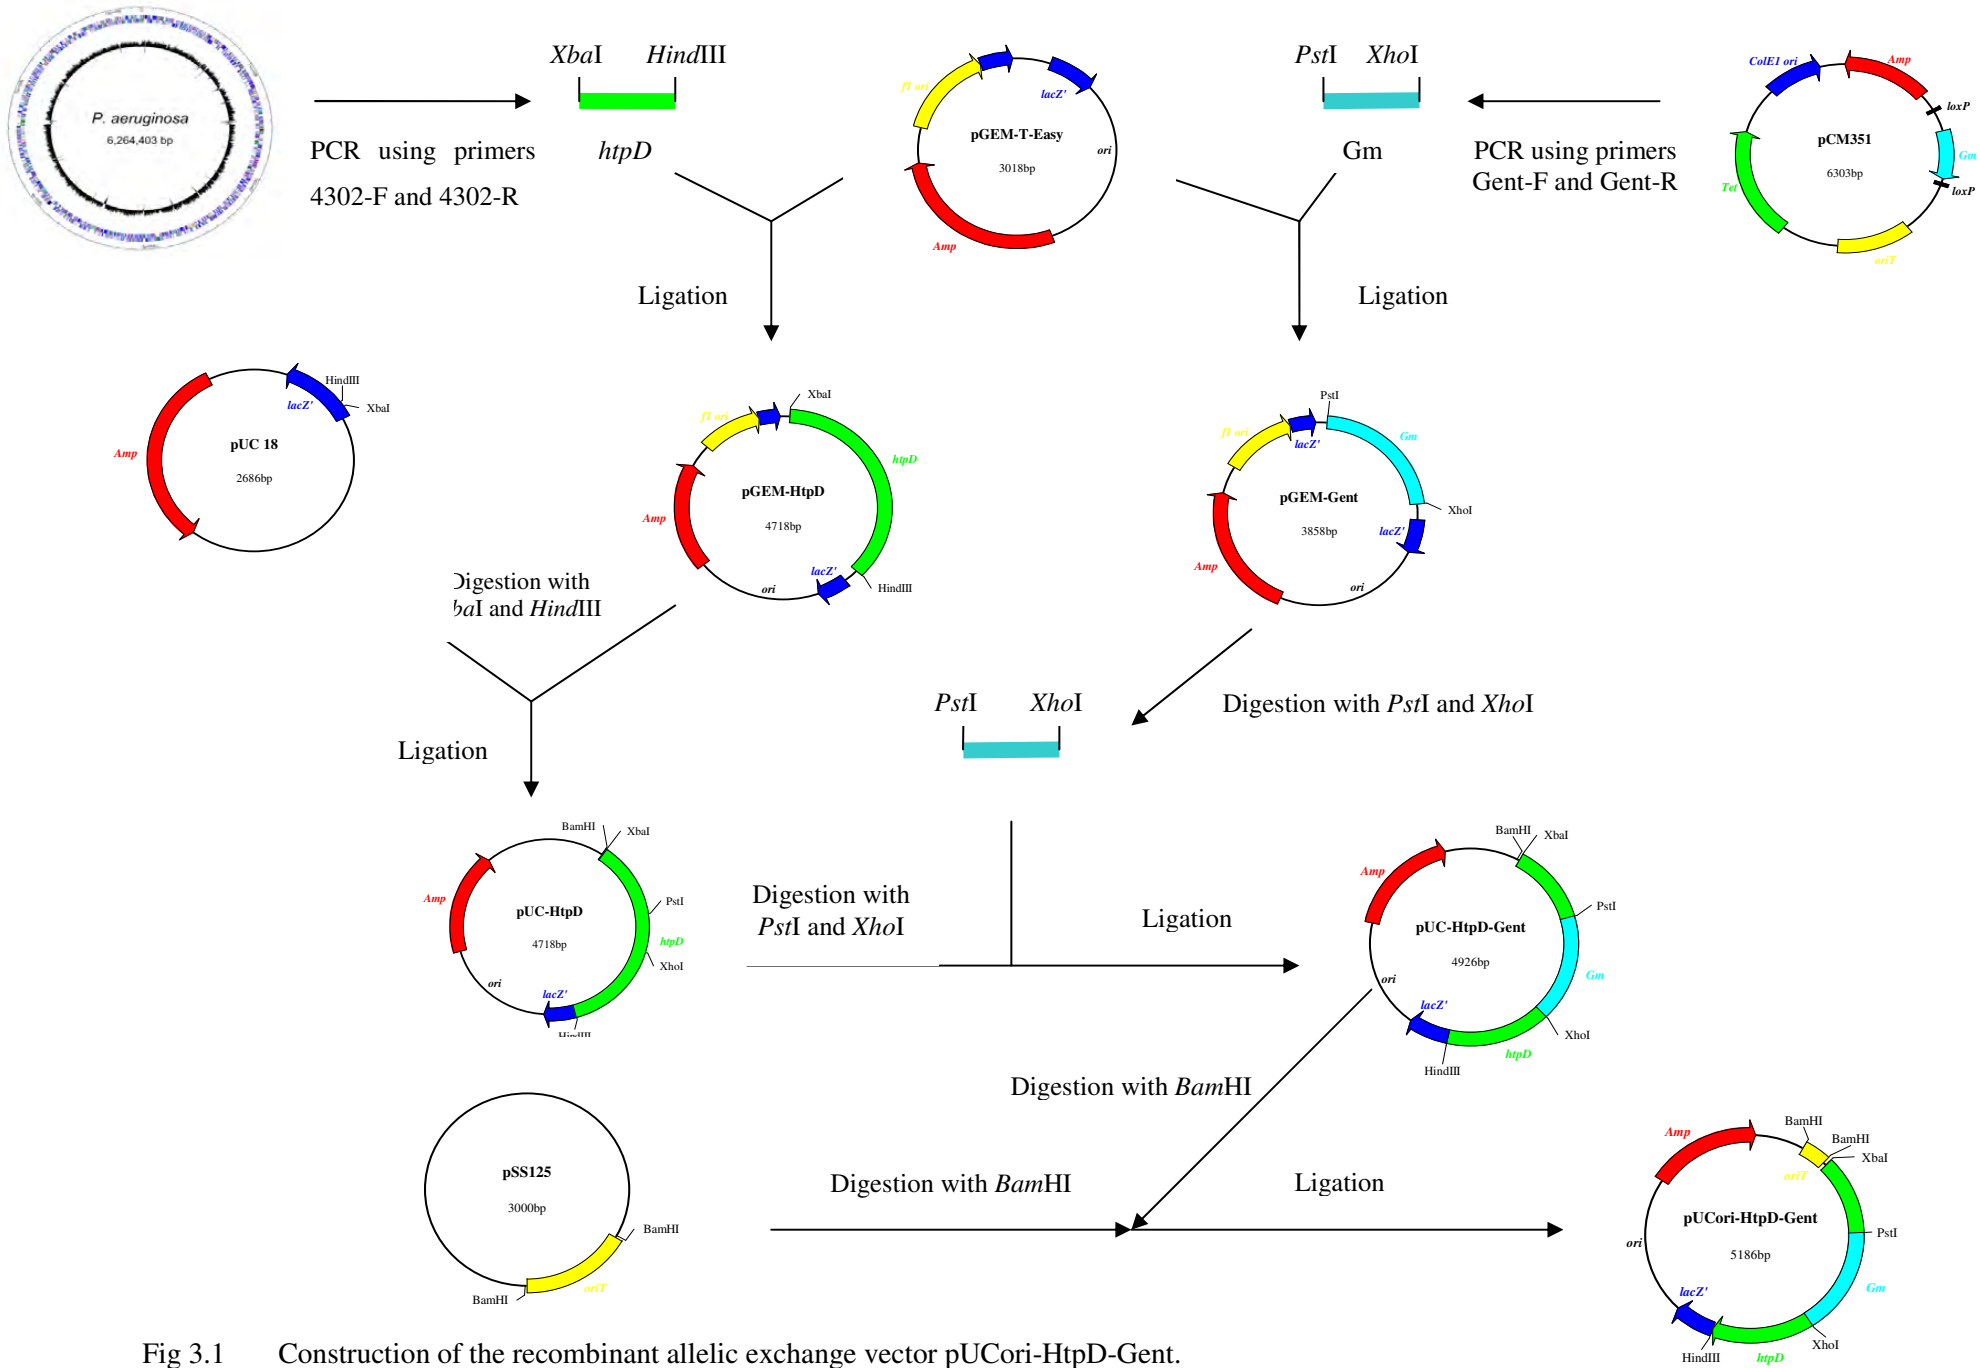 XbaI HindIII
PstI XhoI
P. aeruginosa
6,264,403 bp
PCR using primers
4302-F and 4302-R
htpD
f1 ori
lacZ'
pGEM-T-Easy
3018bp
ori
Amp
Gm
PCR using primers
Gent-F and Gent-R
ColE1 ori
Amp
loxP
pCM351
6303bp
Gm
loxP
Tet
oriT
Ligation
Ligation
HindIII
XbaI
lacZ'
pUC 18
2686bp
Amp
XbaI
f1 ori
htpD
pGEM-HtpD
4718bp
Amp
lacZ'
ori
HindIII
PstI
f1 ori
lacZ'
Gm
pGEM-Gent
3858bp
XhoI
lacZ'
Amp
ori
Digestion with
baI and HindIII
PstI XhoI
Digestion with PstI and XhoI
Ligation
BamHI
XbaI
Amp
PstI
pUC-HtpD
4718bp
htpD
XhoI
ori
lacZ'
HindIII
Digestion with
PstI and XhoI
Ligation
BamHI
XbaI
Amp
PstI
pUC-HtpD-Gent
4926bp
Gm
ori
lacZ'
XhoI
htpD
HindIII
Digestion with BamHI
pSS125
3000bp
BamHI
oriT
BamHI
Digestion with BamHI
Ligation
BamHI
BamHI
XbaI
Amp
oriT
pUCori-HtpD-Gent
5186bp
PstI
ori
Gm
lacZ'
XhoI
HindIII
htpD
Fig 3.1 Construction of the recombinant allelic exchange vector pUCori-HtpD-Gent.